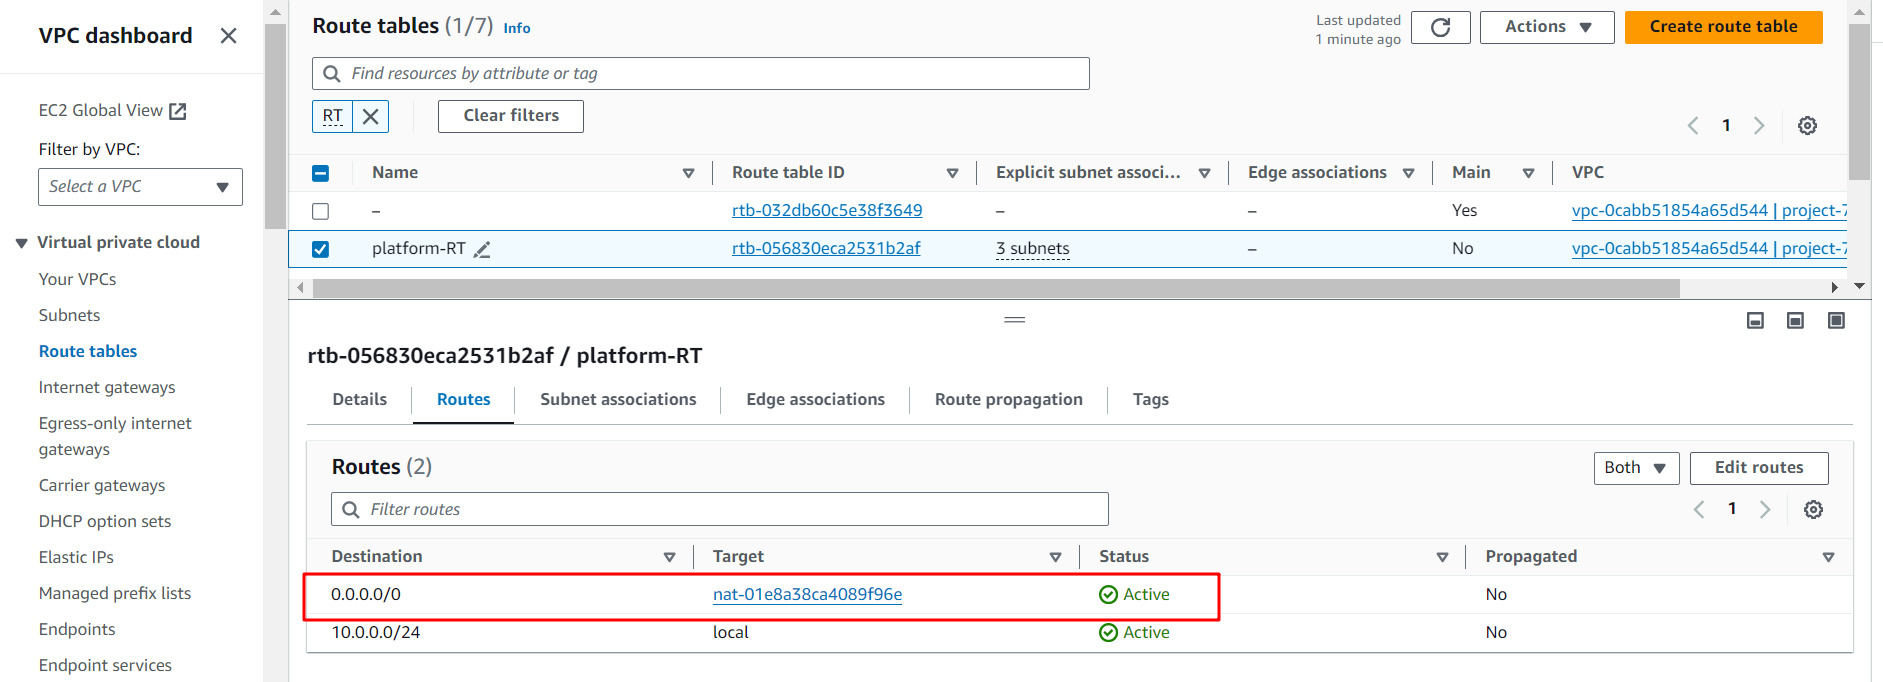 VPC dashboard
EC2 Global View
Filter by VPC:
Select a VPC
Virtual private cloud
Your VPCs
Subnets
Route tables
Internet gateways
Egress-only internet
gateways
Carrier gateways
DHCP option sets
Elastic IPs
Managed prefix lists
Endpoints
Endpoint services
Route tables (1/7) Info
Last updated
1 minute ago
Actions
Create route table
Find resources by attribute or tag
RT
Clear filters
1
Name Route table ID Explicit subnet associ... Edge associations Main VPC
– rtb-032db60c5e38f3649 – – Yes vpc-0cabb51854a65d544 | project-7
platform-RT rtb-056830eca2531b2af 3 subnets – No vpc-0cabb51854a65d544 | project-7
rtb-056830eca2531b2af / platform-RT
Details Routes Subnet associations Edge associations Route propagation Tags
Routes (2)
Both
Edit routes
Filter routes
1
Destination Target Status Propagated
0.0.0.0/0 nat-01e8a38ca4089f96e Active No
10.0.0.0/24 local Active No